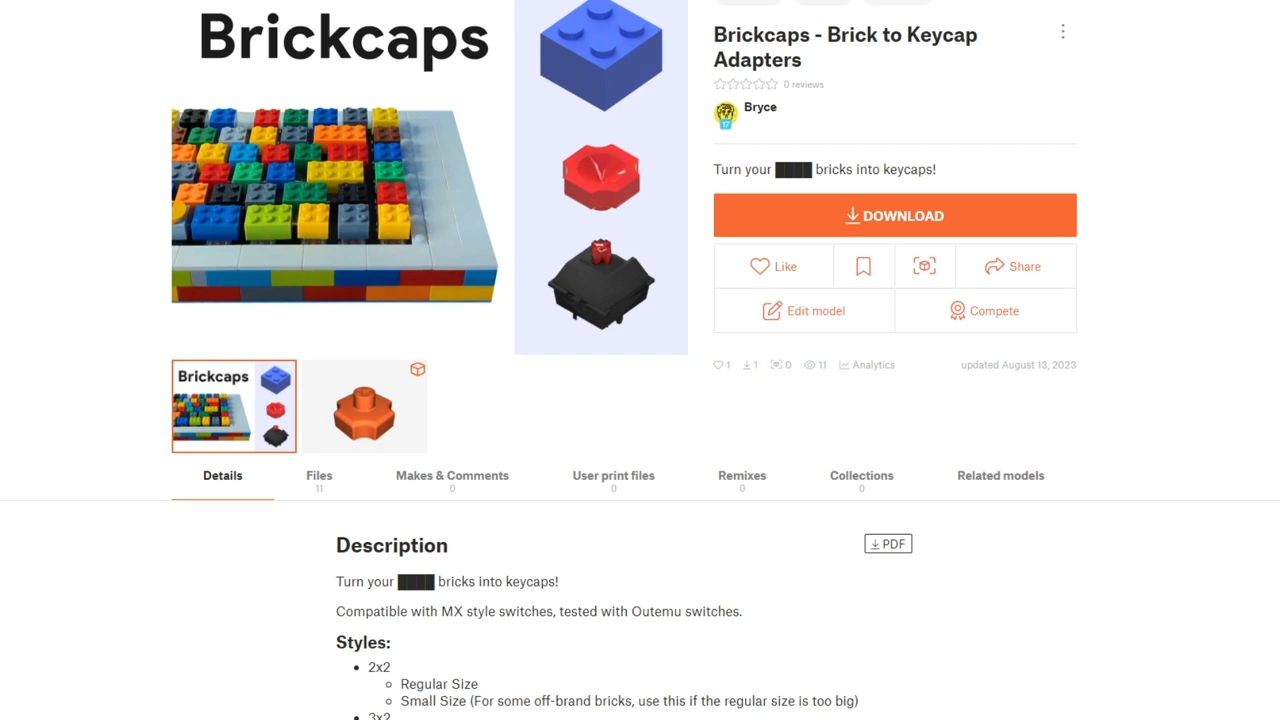 Brickcaps
Brickcaps - Brick to Keycap
Adapters
0 reviews
Bryce
17
Turn your ████ bricks into keycaps!
DOWNLOAD
Like
Share
Edit model
Compete
1
1
0
11
Analytics
updated August 13, 2023
Brickcaps
Details
Files
11
Makes & Comments
0
User print files
0
Remixes
0
Collections
0
Related models
Description
PDF
Turn your ████ bricks into keycaps!
Compatible with MX style switches, tested with Outemu switches.
Styles:
2x2
Regular Size
Small Size (For some off-brand bricks, use this if the regular size is too big)
3x2